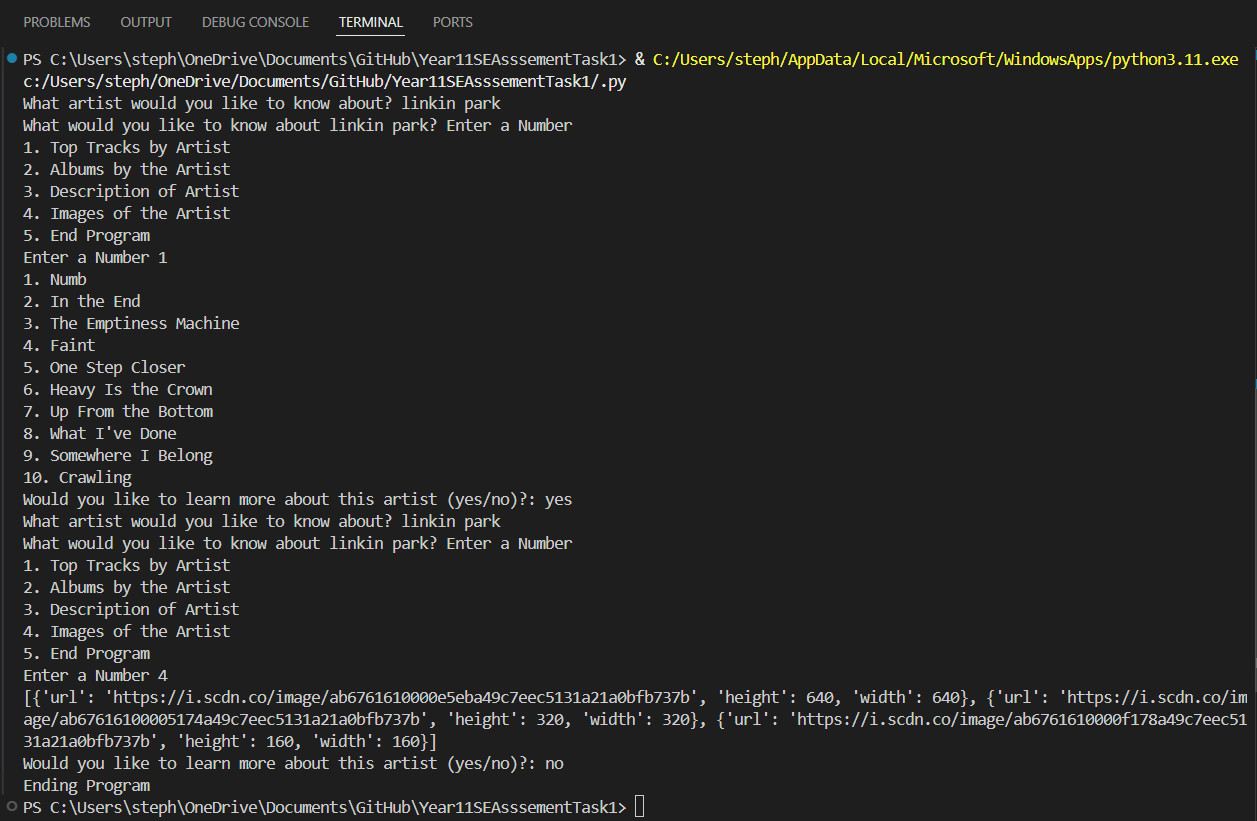 PROBLEMS OUTPUT DEBUG CONSOLE TERMINAL PORTS
PS C:\Users\steph\OneDrive\Documents\GitHub\Year11SEAsssementTask1> & C:/Users/steph/AppData/Local/Microsoft/WindowsApps/python3.11.exe
c:/Users/steph/OneDrive/Documents/GitHub/Year11SEAsssementTask1/.py
What artist would you like to know about? linkin park
What would you like to know about linkin park? Enter a Number
1. Top Tracks by Artist
2. Albums by the Artist
3. Description of Artist
4. Images of the Artist
5. End Program
Enter a Number 1
1. Numb
2. In the End
3. The Emptiness Machine
4. Faint
5. One Step Closer
6. Heavy Is the Crown
7. Up From the Bottom
8. What I've Done
9. Somewhere I Belong
10. Crawling
Would you like to learn more about this artist (yes/no)?: yes
What artist would you like to know about? linkin park
What would you like to know about linkin park? Enter a Number
1. Top Tracks by Artist
2. Albums by the Artist
3. Description of Artist
4. Images of the Artist
5. End Program
Enter a Number 4
[{'url': 'https://i.scdn.co/image/ab6761610000e5eba49c7eec5131a21a0bfb737b', 'height': 640, 'width': 640}, {'url': 'https://i.scdn.co/im
age/ab67616100005174a49c7eec5131a21a0bfb737b', 'height': 320, 'width': 320}, {'url': 'https://i.scdn.co/image/ab6761610000f178a49c7eec51
31a21a0bfb737b', 'height': 160, 'width': 160}]
Would you like to learn more about this artist (yes/no)?: no
Ending Program
PS C:\Users\steph\OneDrive\Documents\GitHub\Year11SEAsssementTask1>